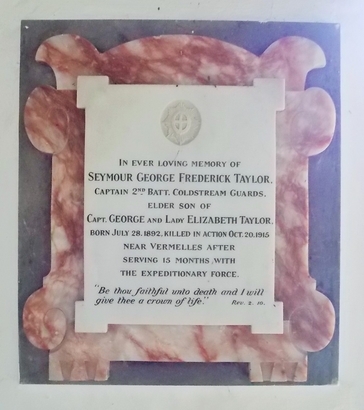 In ever loving memory of
Seymour George Frederick Taylor.
Captain 2nd Batt. Coldstream Guards.
elder son of
Capt. George and Lady Elizabeth Taylor.
born July 28. 1892, killed in action Oct. 20. 1915
near Vermelles after
serving 15 months with
the Expeditionary Force.
"Be thou faithful unto death and I will
give thee a crown of life." Rev. 2. 10.